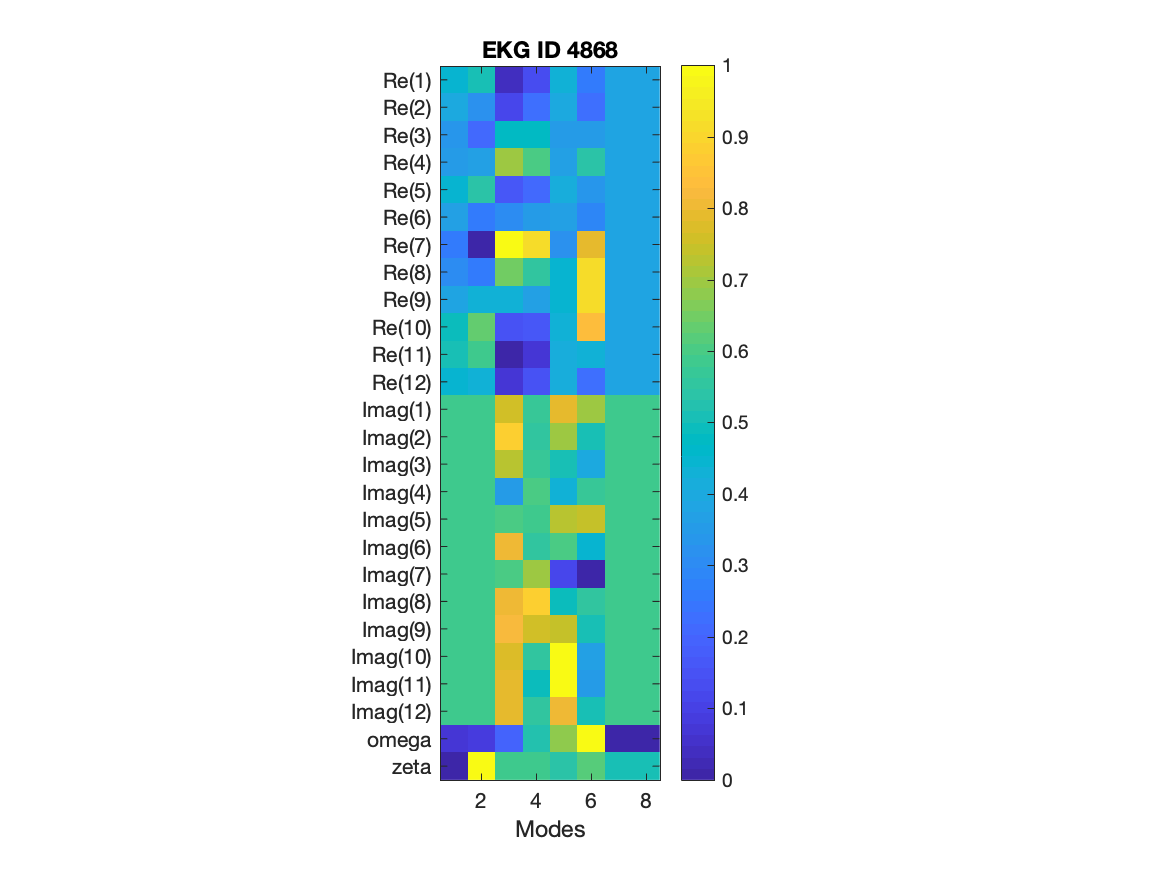 EKG ID 4868
Re(1)
Re(2)
Re(3)
Re(4)
Re(5)
Re(6)
Re(7)
Re(8)
Re(9)
Re(10)
Re(11)
Re(12)
Imag(1)
Imag(2)
Imag(3)
Imag(4)
Imag(5)
Imag(6)
Imag(7)
Imag(8)
Imag(9)
Imag(10)
Imag(11)
Imag(12)
omega
zeta
2 4 6 8
Modes
1
0.9
0.8
0.7
0.6
0.5
0.4
0.3
0.2
0.1
0